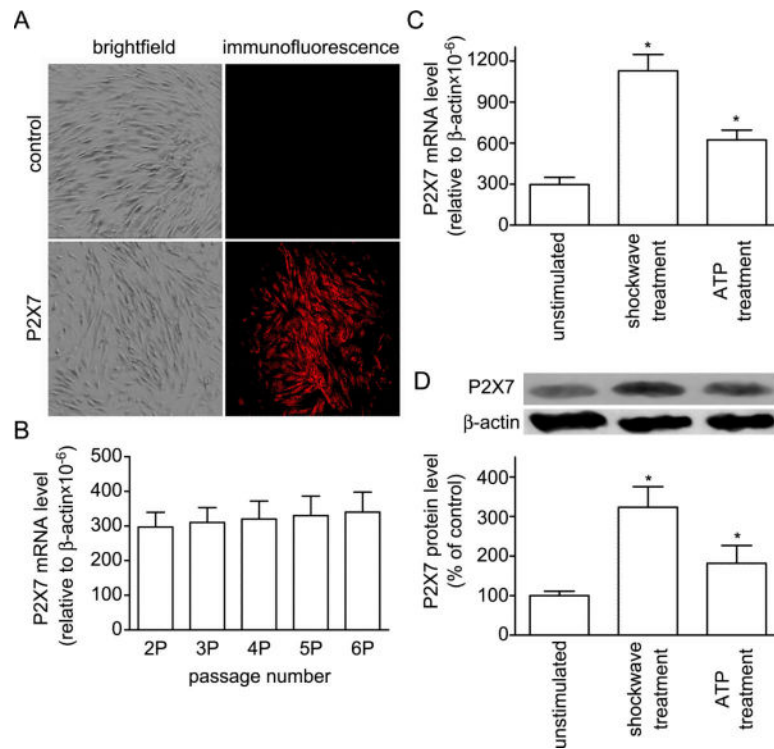 A
brightfield immunofluorescence
control
P2X7
B
P2X7 mRNA level
(relative to β-actin×10⁻⁶)
500
400
300
200
100
0
2P 3P 4P 5P 6P
passage number
C
P2X7 mRNA level
(relative to β-actin×10⁻⁶)
1200
900
600
300
0
* *
unstimulated
shockwave
treatment
ATP
treatment
D
P2X7
β-actin
P2X7 protein level
(% of control)
400
300
200
100
0
* *
unstimulated
shockwave
treatment
ATP
treatment